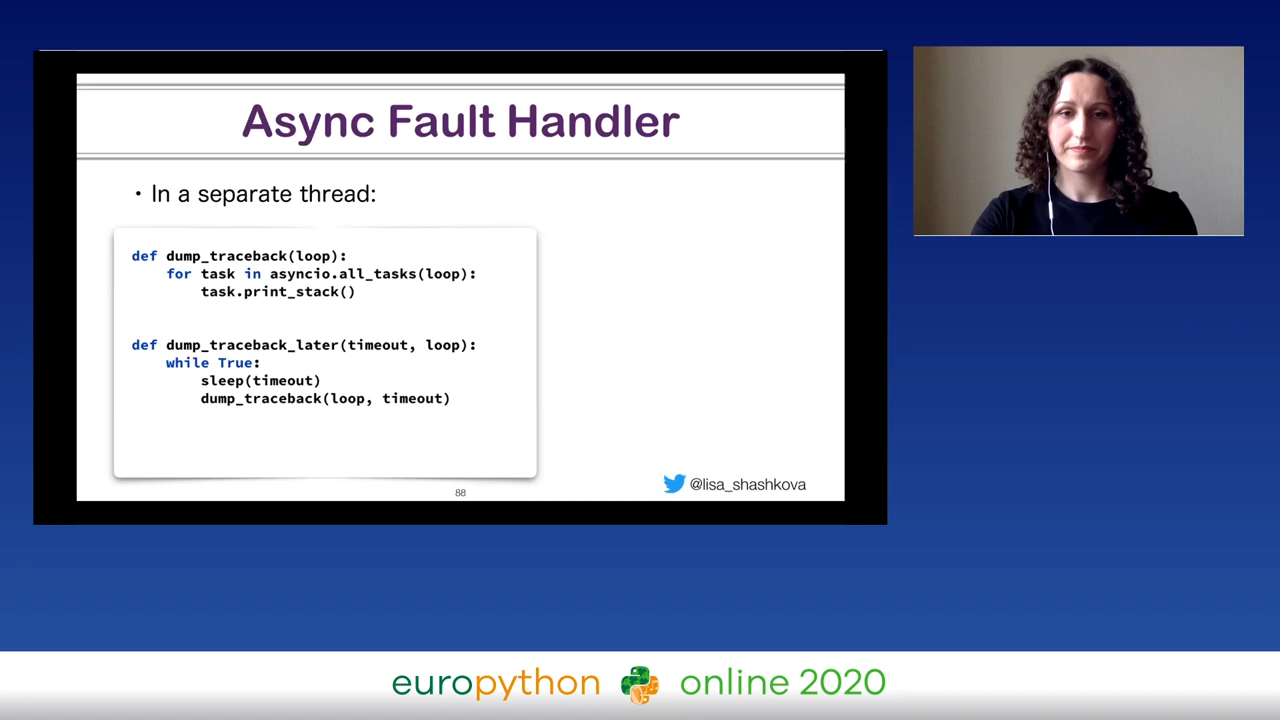 Async Fault Handler
• In a separate thread:
def dump_traceback(loop):
    for task in asyncio.all_tasks(loop):
        task.print_stack()
def dump_traceback_later(timeout, loop):
    while True:
        sleep(timeout)
        dump_traceback(loop, timeout)
88
@lisa_shashkova
europython online 2020